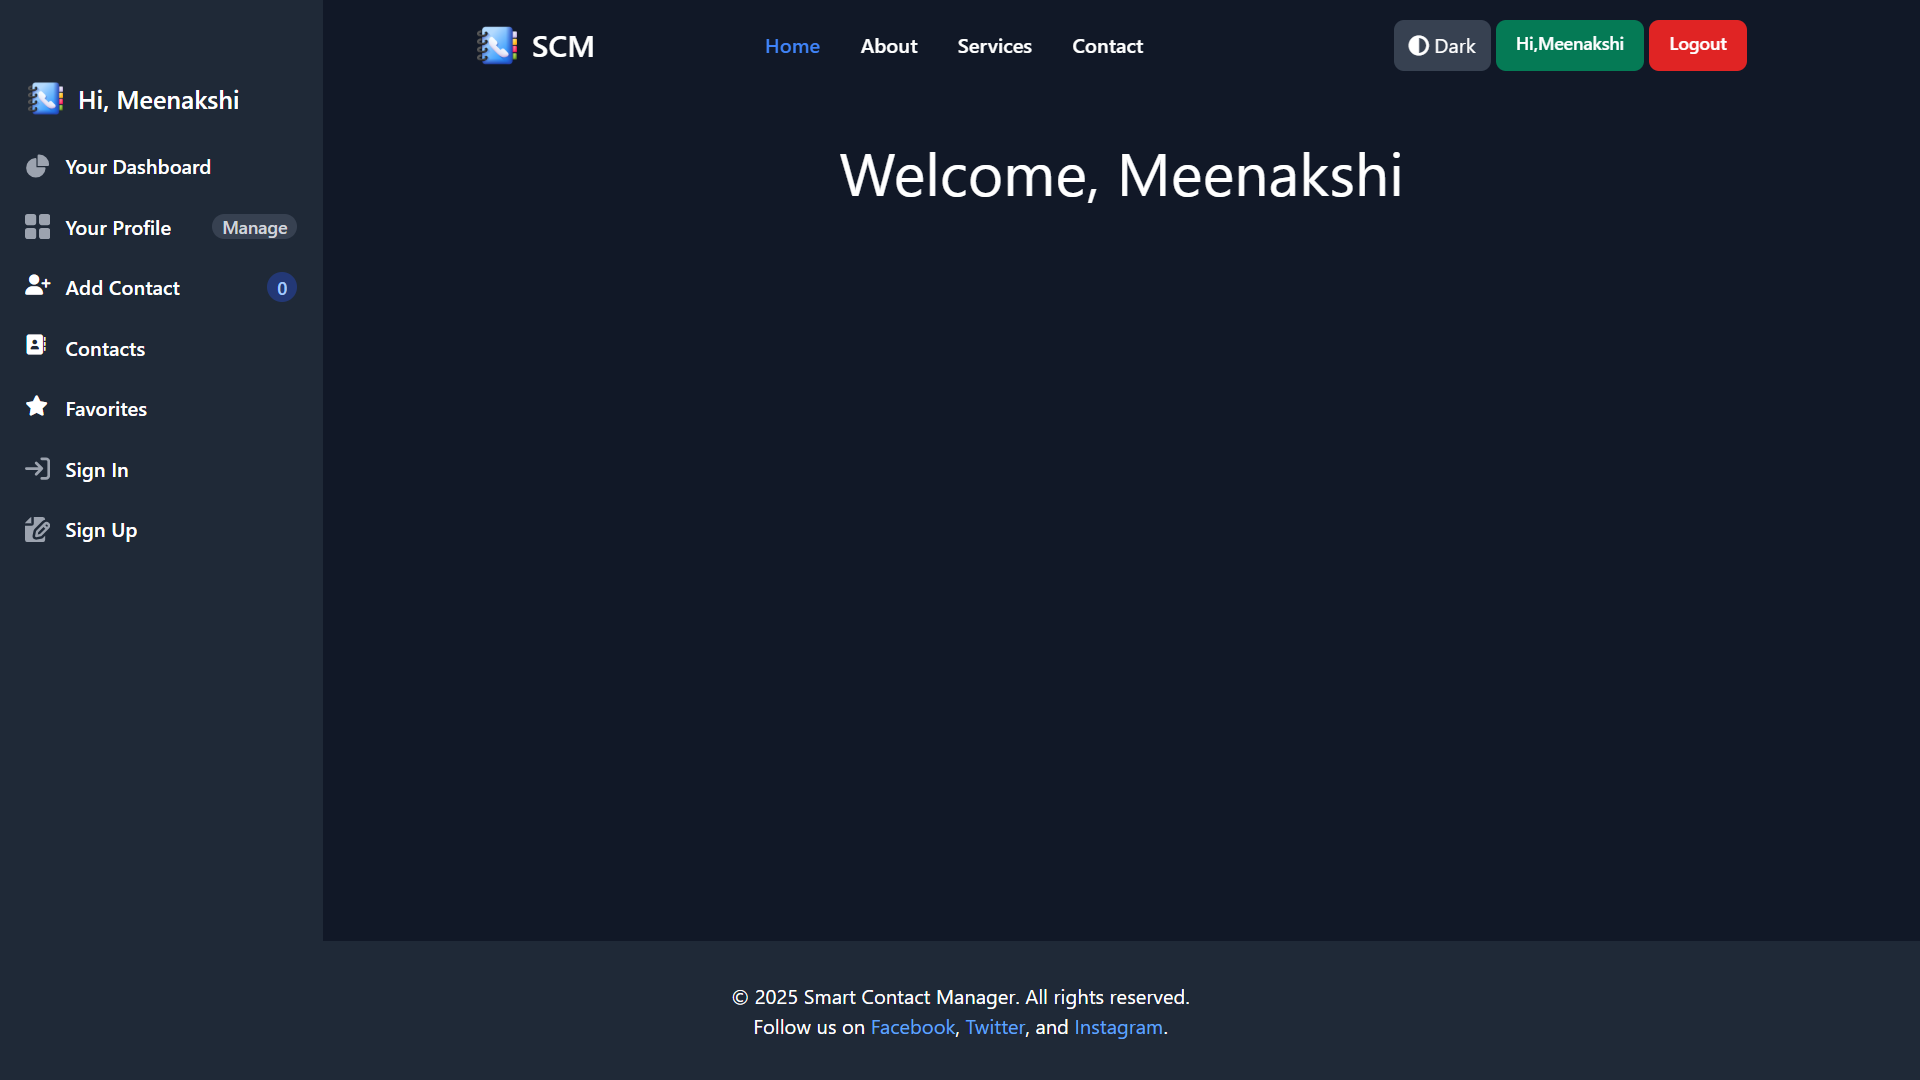 SCM
Home About Services Contact
Dark
Hi,Meenakshi
Logout
Hi, Meenakshi
Your Dashboard
Your Profile Manage
Add Contact 0
Contacts
Favorites
Sign In
Sign Up
Welcome, Meenakshi
© 2025 Smart Contact Manager. All rights reserved.
Follow us on Facebook, Twitter, and Instagram.